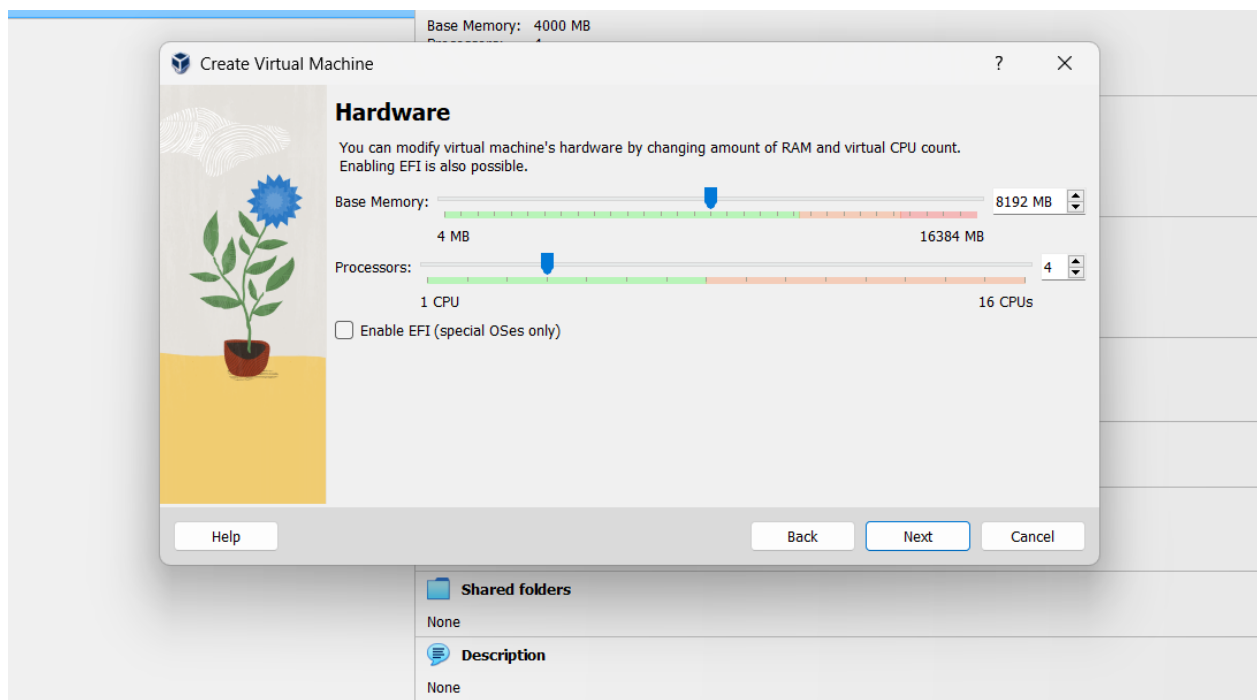 Base Memory: 4000 MB
Create Virtual Machine
?
Hardware
You can modify virtual machine's hardware by changing amount of RAM and virtual CPU count.
Enabling EFI is also possible.
Base Memory:
8192 MB
4 MB
16384 MB
Processors:
4
1 CPU
16 CPUs
Enable EFI (special OSes only)
Help
Back
Next
Cancel
Shared folders
None
Description
None